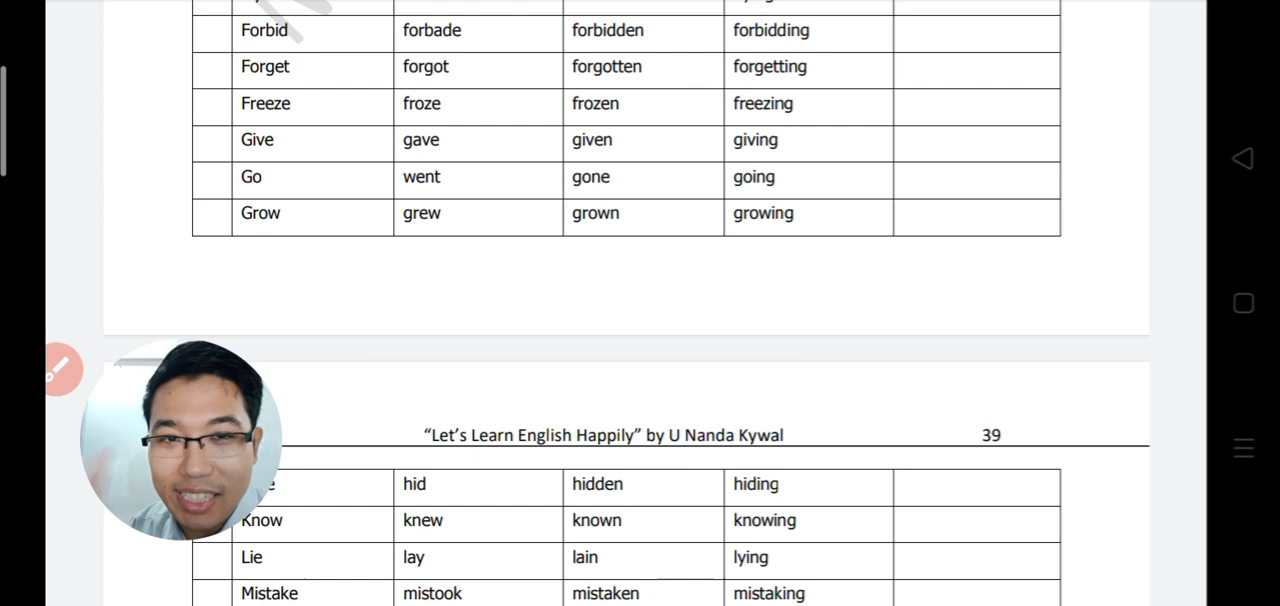 Forbid forbade forbidden forbidding
Forget forgot forgotten forgetting
Freeze froze frozen freezing
Give gave given giving
Go went gone going
Grow grew grown growing
“Let’s Learn English Happily” by U Nanda Kywal 39
hid hidden hiding
Know knew known knowing
Lie lay lain lying
Mistake mistook mistaken mistaking